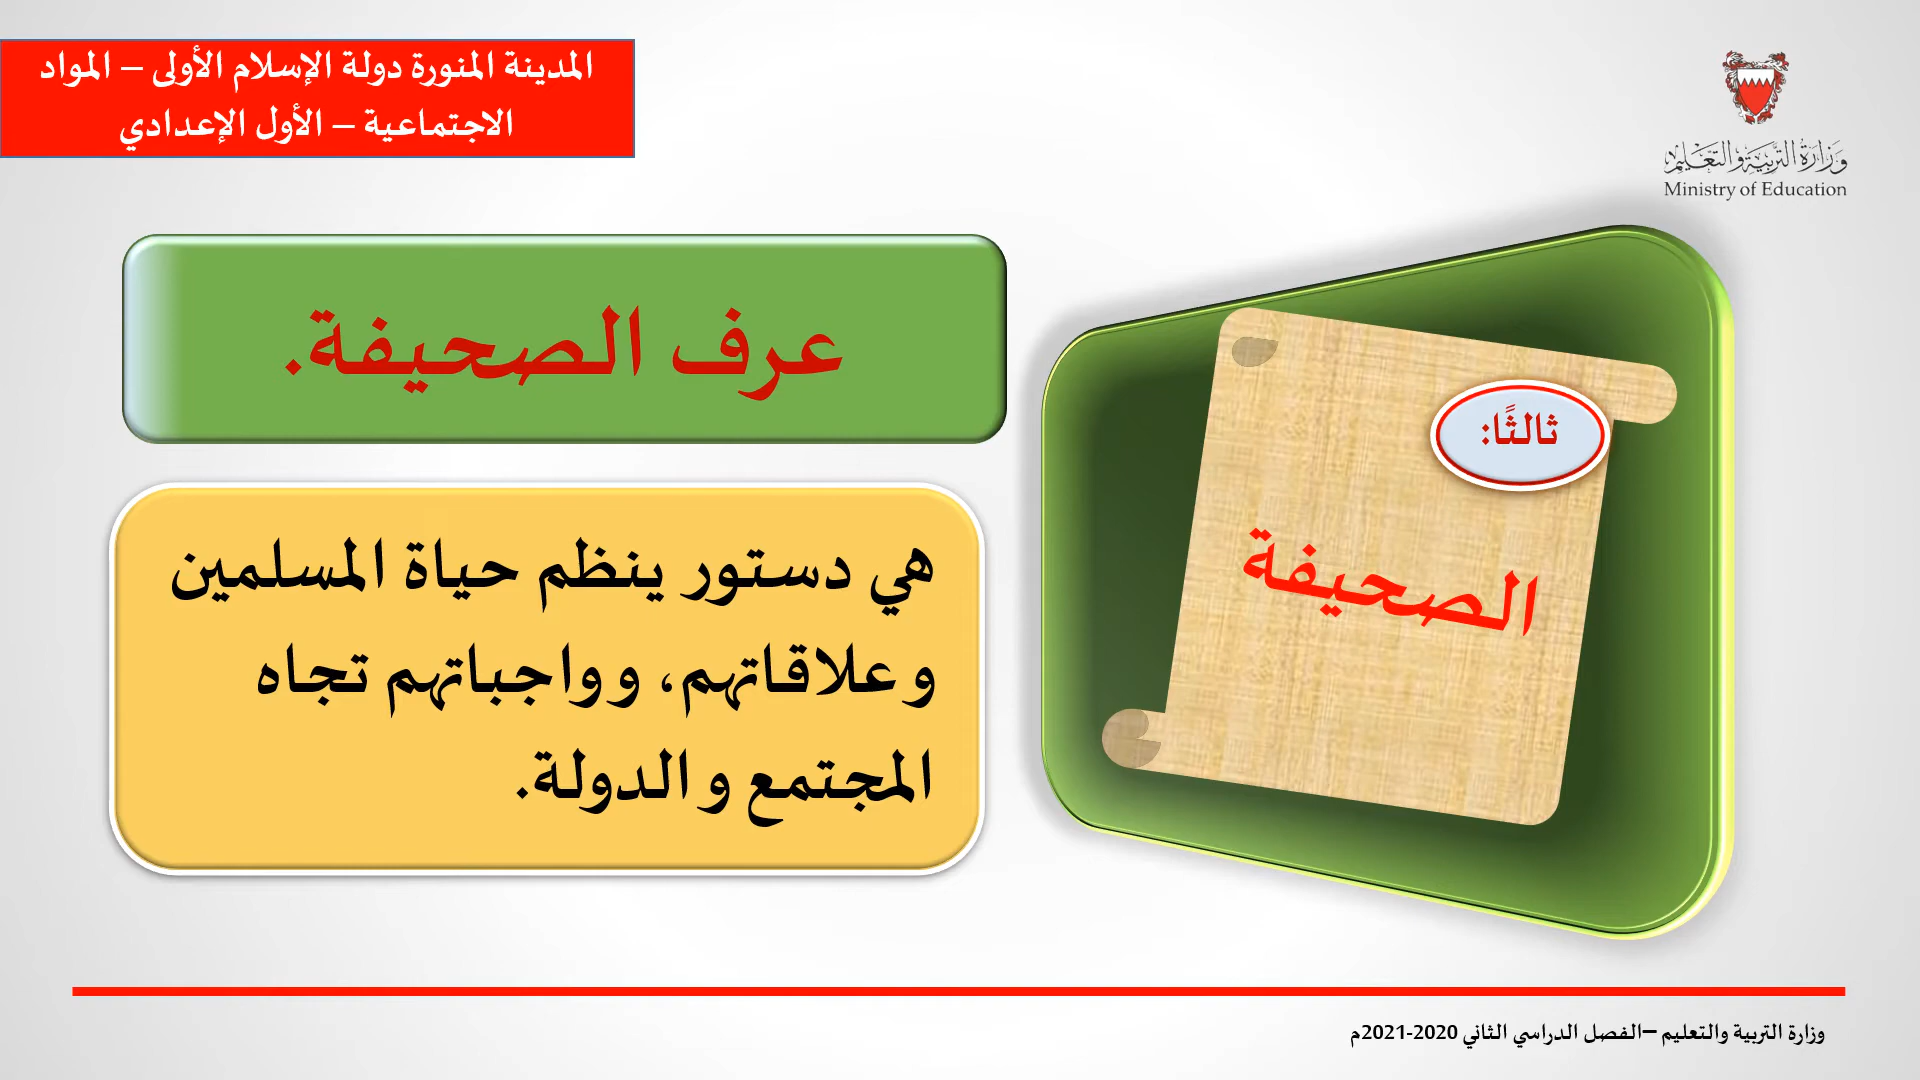 المدينة المنورة دولة الإسلام الأولى – المواد
الاجتماعية – الأول الإعدادي
وزارة التربية والتعليم
Ministry of Education
ثالثًا:
الصحيفة
عرف الصحيفة.
هي دستور ينظم حياة المسلمين
وعلاقاتهم، وواجباتهم تجاه
المجتمع والدولة.
وزارة التربية والتعليم –الفصل الدراسي الثاني 2020-2021م